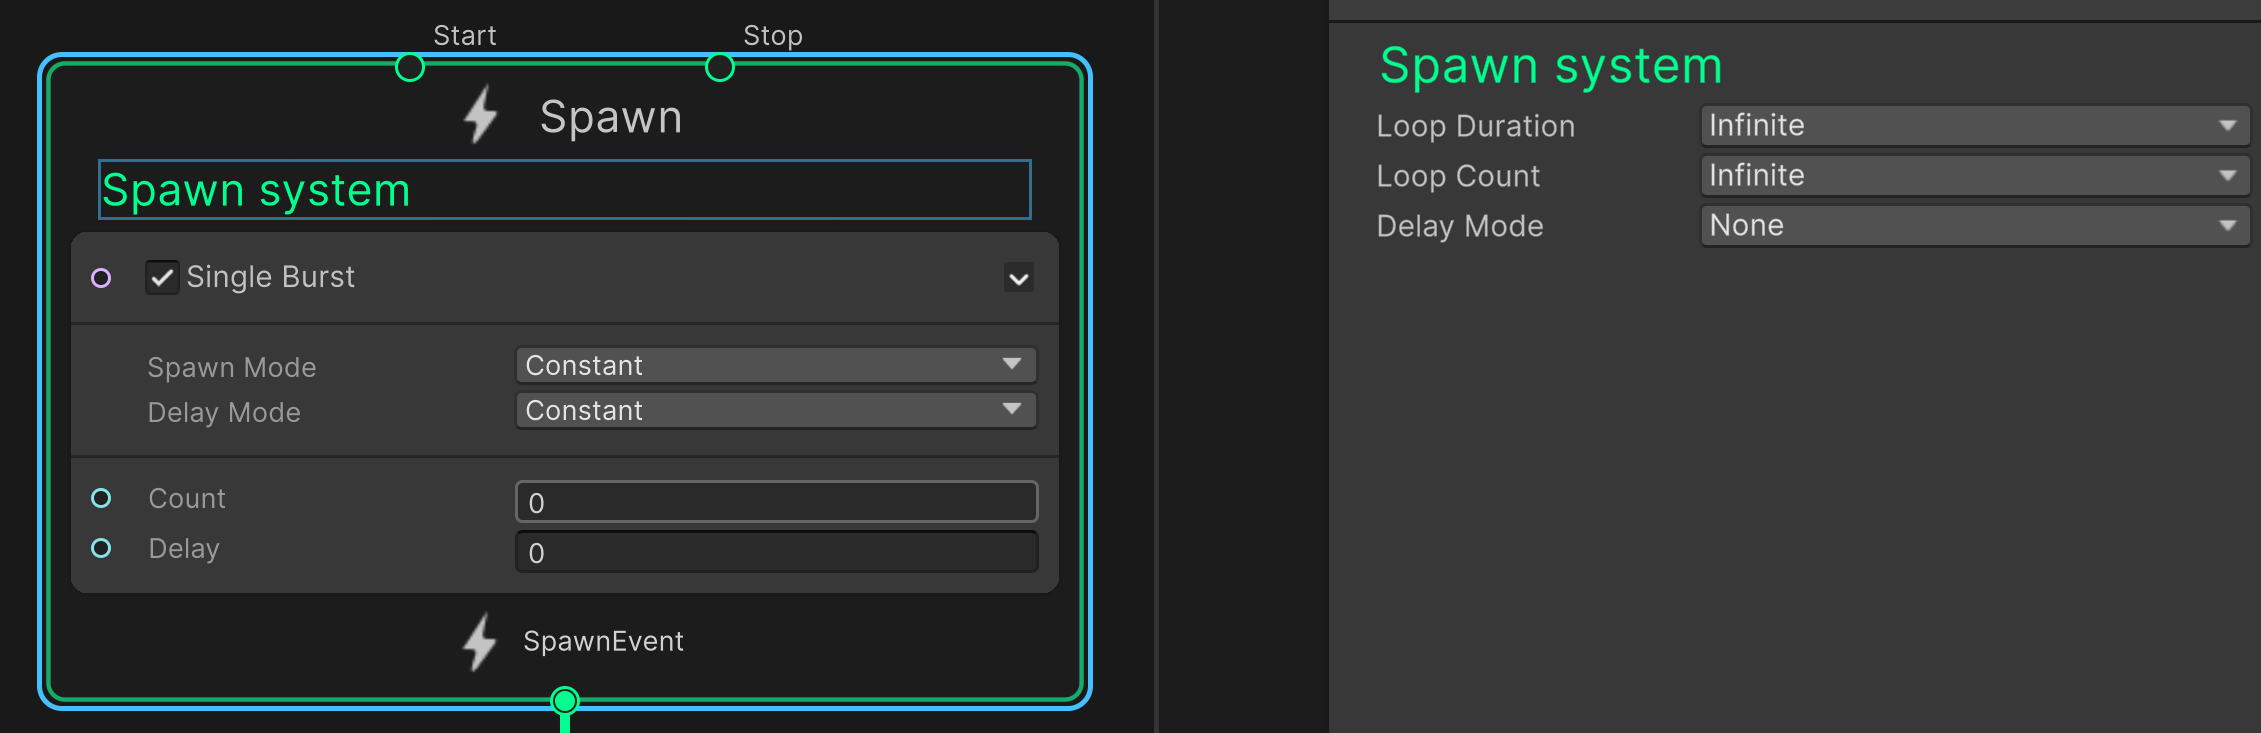 Start
Stop
Spawn
Spawn system
Single Burst
Spawn Mode
Constant
Delay Mode
Constant
Count
0
Delay
0
SpawnEvent
Spawn system
Loop Duration
Infinite
Loop Count
Infinite
Delay Mode
None